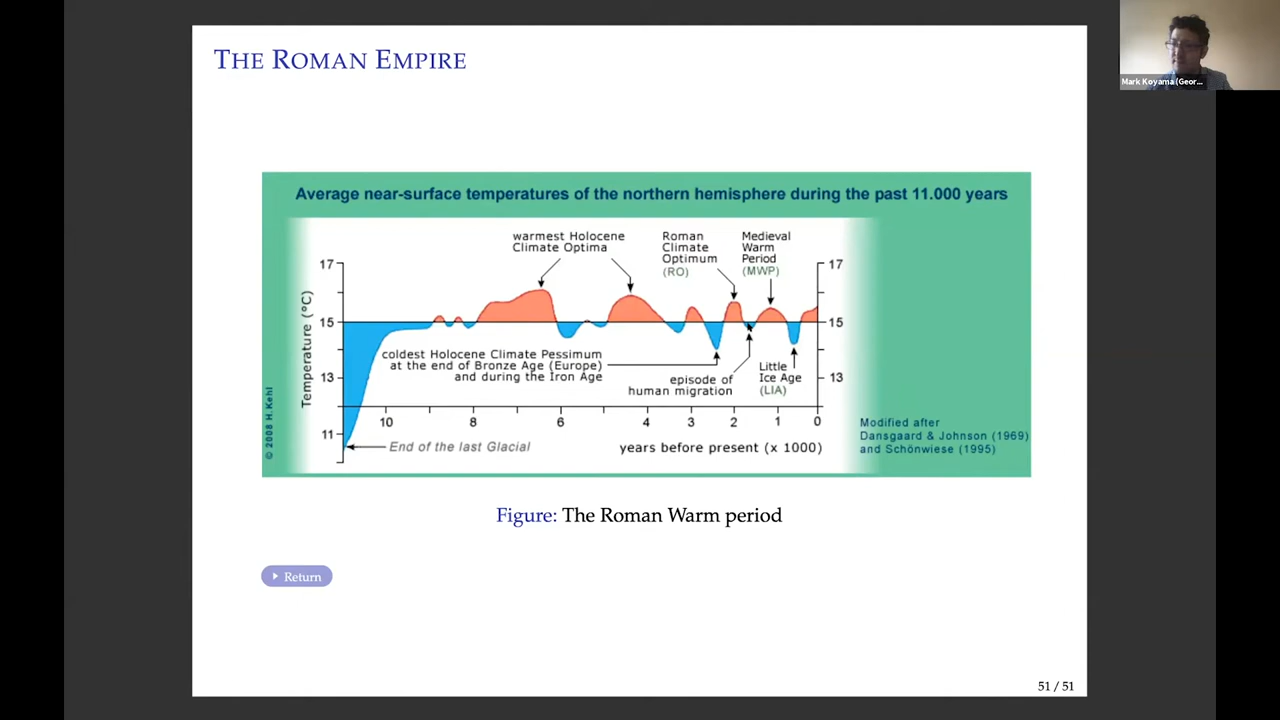 THE ROMAN EMPIRE
Mark Koyama (Geor...
Average near-surface temperatures of the northern hemisphere during the past 11.000 years
warmest Holocene
Climate Optima
Roman
Climate
Optimum
(RO)
Medieval
Warm
Period
(MWP)
17
15
13
11
Temperature (°C)
17
15
13
coldest Holocene Climate Pessimum
at the end of Bronze Age (Europe)
and during the Iron Age
episode of
human migration
Little
Ice Age
(LIA)
10 8 6 4 3 2 1 0
End of the last Glacial
years before present (x 1000)
© 2008 H.Kehl
Modified after
Dansgaard & Johnson (1969)
and Schönwiese (1995)
Figure: The Roman Warm period
Return
51 / 51